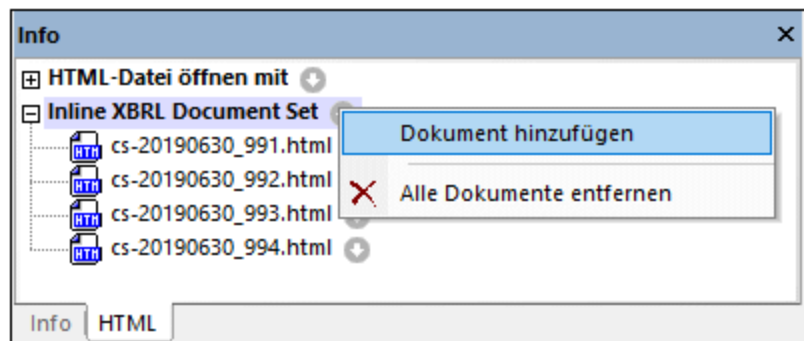 Info
HTML-Datei öffnen mit
Inline XBRL Document Set
Dokument hinzufügen
cs-20190630_991.html
cs-20190630_992.html
Alle Dokumente entfernen
cs-20190630_993.html
cs-20190630_994.html
Info HTML